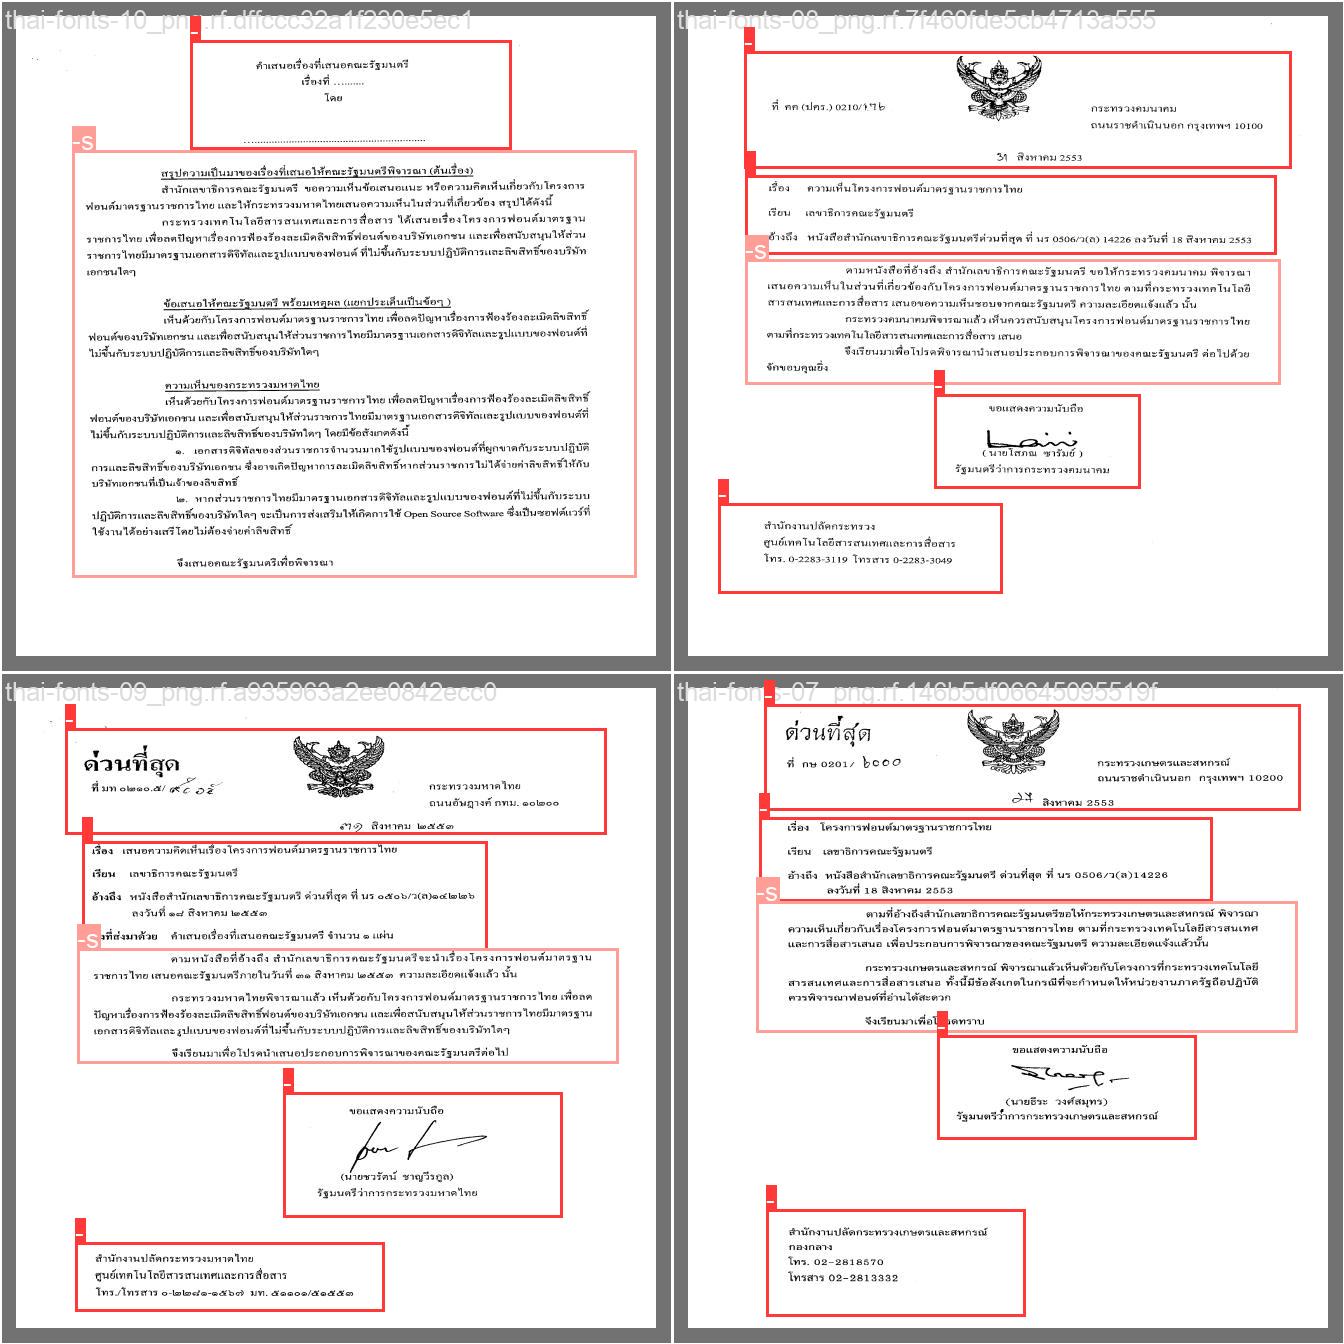 thai-fonts-10_png.rf.dffccc32a1f230e5ec1
-
คำเสนอเรื่องที่เสนอคณะรัฐมนตรี
เรื่องที่ ...........
โดย
-s
สรุปความเป็นมาของเรื่องที่เสนอให้คณะรัฐมนตรีพิจารณา (ต้นเรื่อง)
สำนักเลขาธิการคณะรัฐมนตรี ขอความเห็นข้อเสนอแนะ หรือความคิดเห็นเกี่ยวกับโครงการ
ฟอนต์มาตรฐานราชการไทย และให้กระทรวงมหาดไทยเสนอความเห็นในส่วนที่เกี่ยวข้อง สรุปได้ดังนี้
กระทรวงเทคโนโลยีสารสนเทศและการสื่อสาร ได้เสนอเรื่องโครงการฟอนต์มาตรฐาน
ราชการไทย เพื่อลดปัญหาเรื่องการฟ้องร้องละเมิดลิขสิทธิ์ฟอนต์ของบริษัทเอกชน และเพื่อสนับสนุนให้ส่วน
ราชการไทยมีมาตรฐานเอกสารดิจิทัลและรูปแบบของฟอนต์ ที่ไม่ขึ้นกับระบบปฏิบัติการและลิขสิทธิ์ของบริษัท
เอกชนใดๆ
ข้อเสนอให้คณะรัฐมนตรี พร้อมเหตุผล (แยกประเด็นเป็นข้อๆ )
เห็นด้วยกับโครงการฟอนต์มาตรฐานราชการไทย เพื่อลดปัญหาเรื่องการฟ้องร้องละเมิดลิขสิทธิ์
ฟอนต์ของบริษัทเอกชน และเพื่อสนับสนุนให้ส่วนราชการไทยมีมาตรฐานเอกสารดิจิทัลและรูปแบบของฟอนต์ที่
ไม่ขึ้นกับระบบปฏิบัติการและลิขสิทธิ์ของบริษัทใดๆ
ความเห็นของกระทรวงมหาดไทย
เห็นด้วยกับโครงการฟอนต์มาตรฐานราชการไทย เพื่อลดปัญหาเรื่องการฟ้องร้องละเมิดลิขสิทธิ์
ฟอนต์ของบริษัทเอกชน และเพื่อสนับสนุนให้ส่วนราชการไทยมีมาตรฐานเอกสารดิจิทัลและรูปแบบของฟอนต์ที่
ไม่ขึ้นกับระบบปฏิบัติการและลิขสิทธิ์ของบริษัทใดๆ โดยมีข้อสังเกตดังนี้
๑. เอกสารดิจิทัลของส่วนราชการจำนวนมากใช้รูปแบบของฟอนต์ที่ผูกขาดกับระบบปฏิบัติ
การและลิขสิทธิ์ของบริษัทเอกชน ซึ่งอาจเกิดปัญหาการละเมิดลิขสิทธิ์หากส่วนราชการไม่ได้จ่ายค่าลิขสิทธิ์ให้กับ
บริษัทเอกชนที่เป็นเจ้าของลิขสิทธิ์
๒. หากส่วนราชการไทยมีมาตรฐานเอกสารดิจิทัลและรูปแบบของฟอนต์ที่ไม่ขึ้นกับระบบ
ปฏิบัติการและลิขสิทธิ์ของบริษัทใดๆ จะเป็นการส่งเสริมให้เกิดการใช้ Open Source Software ซึ่งเป็นซอฟต์แวร์ที่
ใช้งานได้อย่างเสรีโดยไม่ต้องจ่ายค่าลิขสิทธิ์
จึงเสนอคณะรัฐมนตรีเพื่อพิจารณา
thai-fonts-08_png.rf.7f460fde5cb4713a555
-
ที่ คค (ปคร.) 0210/๑๗๖
กระทรวงคมนาคม
ถนนราชดำเนินนอก กรุงเทพฯ 10100
31 สิงหาคม 2553
-
เรื่อง ความเห็นโครงการฟอนต์มาตรฐานราชการไทย
เรียน เลขาธิการคณะรัฐมนตรี
อ้างถึง หนังสือสำนักเลขาธิการคณะรัฐมนตรีด่วนที่สุด ที่ นร 0506/ว(ล) 14226 ลงวันที่ 18 สิงหาคม 2553
-s
ตามหนังสือที่อ้างถึง สำนักเลขาธิการคณะรัฐมนตรี ขอให้กระทรวงคมนาคม พิจารณา
เสนอความเห็นในส่วนที่เกี่ยวข้องกับโครงการฟอนต์มาตรฐานราชการไทย ตามที่กระทรวงเทคโนโลยี
สารสนเทศและการสื่อสาร เสนอขอความเห็นชอบจากคณะรัฐมนตรี ความละเอียดแจ้งแล้ว นั้น
กระทรวงคมนาคมพิจารณาแล้ว เห็นควรสนับสนุนโครงการฟอนต์มาตรฐานราชการไทย
ตามที่กระทรวงเทคโนโลยีสารสนเทศและการสื่อสาร เสนอ
จึงเรียนมาเพื่อโปรดพิจารณานำเสนอประกอบการพิจารณาของคณะรัฐมนตรี ต่อไปด้วย
จักขอบคุณยิ่ง
-
ขอแสดงความนับถือ
(นายโสภณ ซารัมย์ )
รัฐมนตรีว่าการกระทรวงคมนาคม
-
สำนักงานปลัดกระทรวง
ศูนย์เทคโนโลยีสารสนเทศและการสื่อสาร
โทร. 0-2283-3119 โทรสาร 0-2283-3049
thai-fonts-09_png.rf.a935963a2ee0842ecc0
-
ด่วนที่สุด
ที่ มท ๐๒๑๐.๕/
กระทรวงมหาดไทย
ถนนอัษฎางค์ กทม. ๑๐๒๐๐
๓๑ สิงหาคม ๒๕๕๓
-
เรื่อง เสนอความคิดเห็นเรื่องโครงการฟอนต์มาตรฐานราชการไทย
เรียน เลขาธิการคณะรัฐมนตรี
อ้างถึง หนังสือสำนักเลขาธิการคณะรัฐมนตรี ด่วนที่สุด ที่ นร ๐๕๐๖/ว(ล)๑๔๒๒๖
ลงวันที่ ๑๘ สิงหาคม ๒๕๕๓
-s
ที่ส่งมาด้วย คำเสนอเรื่องที่เสนอคณะรัฐมนตรี จำนวน ๑ แผ่น
ตามหนังสือที่อ้างถึง สำนักเลขาธิการคณะรัฐมนตรีจะนำเรื่องโครงการฟอนต์มาตรฐาน
ราชการไทย เสนอคณะรัฐมนตรีภายในวันที่ ๓๑ สิงหาคม ๒๕๕๓ ความละเอียดแจ้งแล้ว นั้น
กระทรวงมหาดไทยพิจารณาแล้ว เห็นด้วยกับโครงการฟอนต์มาตรฐานราชการไทย เพื่อลด
ปัญหาเรื่องการฟ้องร้องละเมิดลิขสิทธิ์ฟอนต์ของบริษัทเอกชน และเพื่อสนับสนุนให้ส่วนราชการไทยมีมาตรฐาน
เอกสารดิจิทัลและรูปแบบของฟอนต์ที่ไม่ขึ้นกับระบบปฏิบัติการและลิขสิทธิ์ของบริษัทใดๆ
จึงเรียนมาเพื่อโปรดนำเสนอประกอบการพิจารณาของคณะรัฐมนตรีต่อไป
-
ขอแสดงความนับถือ
(นายชวรัตน์ ชาญวีรกูล)
รัฐมนตรีว่าการกระทรวงมหาดไทย
-
สำนักงานปลัดกระทรวงมหาดไทย
ศูนย์เทคโนโลยีสารสนเทศและการสื่อสาร
โทร./โทรสาร ๐-๒๒๘๑-๑๕๖๗ มท. ๕๑๑๐๑/๕๑๕๕๓
thai-fonts-07_png.rf.146b5df06645095519f
-
ด่วนที่สุด
ที่ กษ 0201/ ๖๐๐๐
กระทรวงเกษตรและสหกรณ์
ถนนราชดำเนินนอก กรุงเทพฯ 10200
๒๗ สิงหาคม 2553
-
เรื่อง โครงการฟอนต์มาตรฐานราชการไทย
เรียน เลขาธิการคณะรัฐมนตรี
อ้างถึง หนังสือสำนักเลขาธิการคณะรัฐมนตรี ด่วนที่สุด ที่ นร 0506/ว(ล)14226
ลงวันที่ 18 สิงหาคม 2553
-s
ตามที่อ้างถึงสำนักเลขาธิการคณะรัฐมนตรีขอให้กระทรวงเกษตรและสหกรณ์ พิจารณา
ความเห็นเกี่ยวกับเรื่องโครงการฟอนต์มาตรฐานราชการไทย ตามที่กระทรวงเทคโนโลยีสารสนเทศ
และการสื่อสารเสนอ เพื่อประกอบการพิจารณาของคณะรัฐมนตรี ความละเอียดแจ้งแล้วนั้น
กระทรวงเกษตรและสหกรณ์ พิจารณาแล้วเห็นด้วยกับโครงการที่กระทรวงเทคโนโลยี
สารสนเทศและการสื่อสารเสนอ ทั้งนี้มีข้อสังเกตในกรณีที่จะกำหนดให้หน่วยงานภาครัฐถือปฏิบัติ
ควรพิจารณาฟอนต์ที่อ่านได้สะดวก
จึงเรียนมาเพื่อโปรดทราบ
-
ขอแสดงความนับถือ
(นายธีระ วงศ์สมุทร)
รัฐมนตรีว่าการกระทรวงเกษตรและสหกรณ์
-
สำนักงานปลัดกระทรวงเกษตรและสหกรณ์
กองกลาง
โทร. 02-2818570
โทรสาร 02-2813332